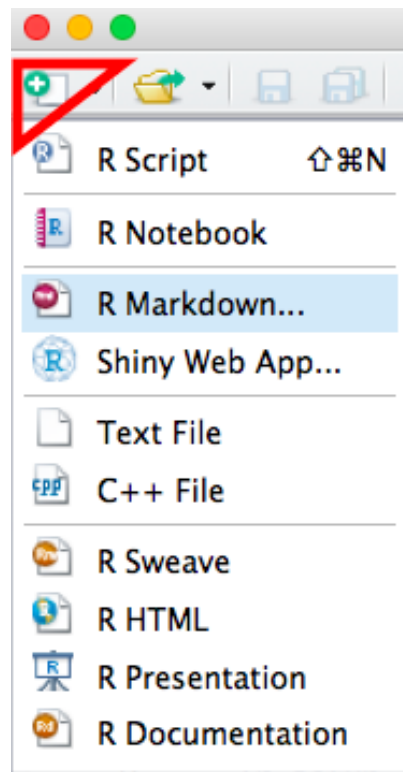 R Script ⇧⌘N
R Notebook
R Markdown...
Shiny Web App...
Text File
C++ File
R Sweave
R HTML
R Presentation
R Documentation